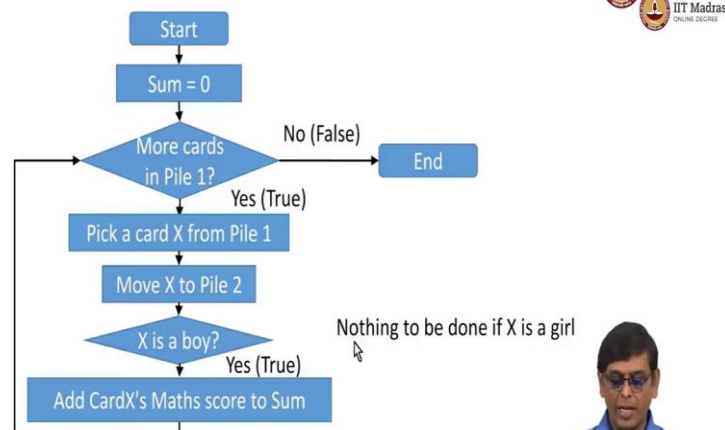 IIT Madras
ONLINE DEGREE
Start
Sum = 0
More cards
in Pile 1?
No (False)
End
Yes (True)
Pick a card X from Pile 1
Move X to Pile 2
X is a boy?
Nothing to be done if X is a girl
Yes (True)
Add CardX's Maths score to Sum